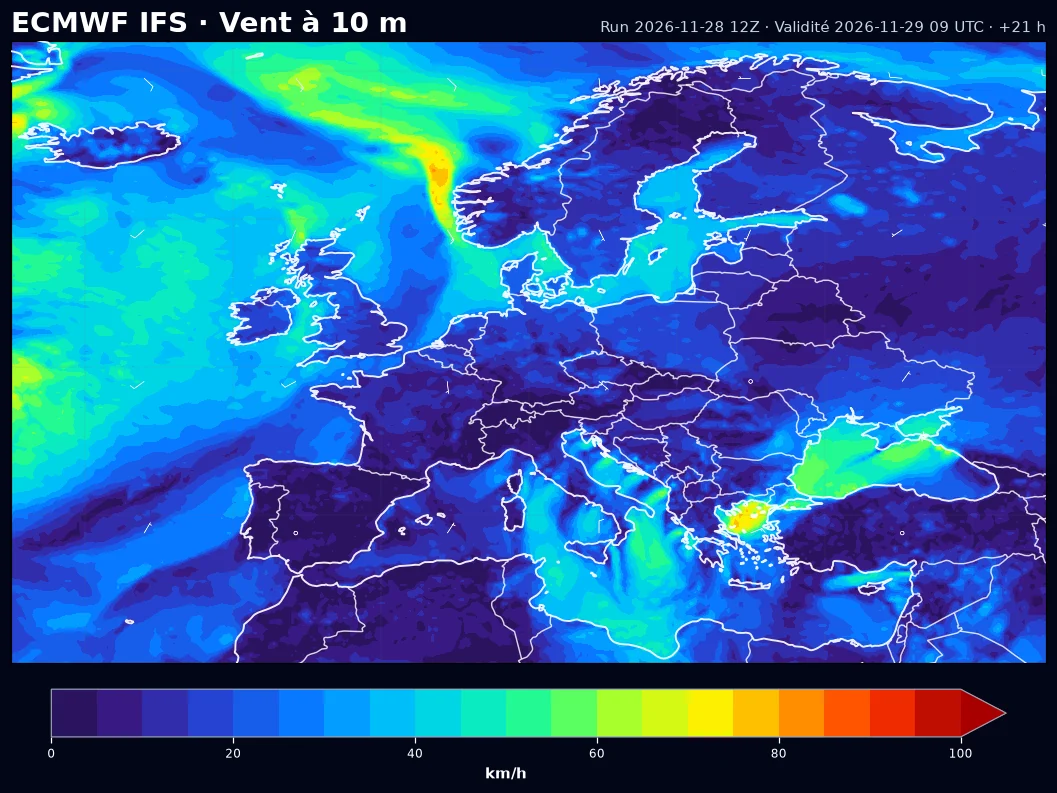 ECMWF IFS · Vent à 10 m
Run 2026-11-28 12Z · Validité 2026-11-29 09 UTC · +21 h
0 20 40 60 80 100
km/h